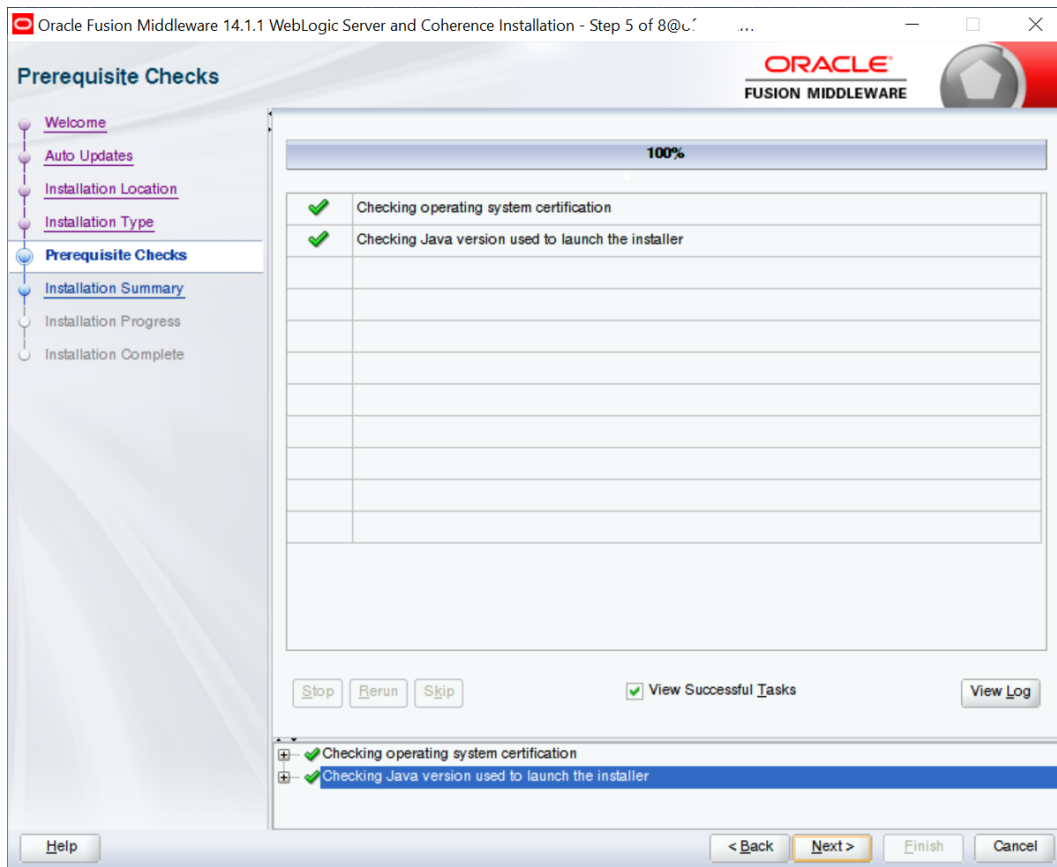 Oracle Fusion Middleware 14.1.1 WebLogic Server and Coherence Installation - Step 5 of 8@
Prerequisite Checks
ORACLE
FUSION MIDDLEWARE
Welcome
Auto Updates
Installation Location
Installation Type
Prerequisite Checks
Installation Summary
Installation Progress
Installation Complete
100%
Checking operating system certification
Checking Java version used to launch the installer
Stop Rerun Skip View Successful Tasks View Log
Checking operating system certification
Checking Java version used to launch the installer
Help < Back Next > Finish Cancel